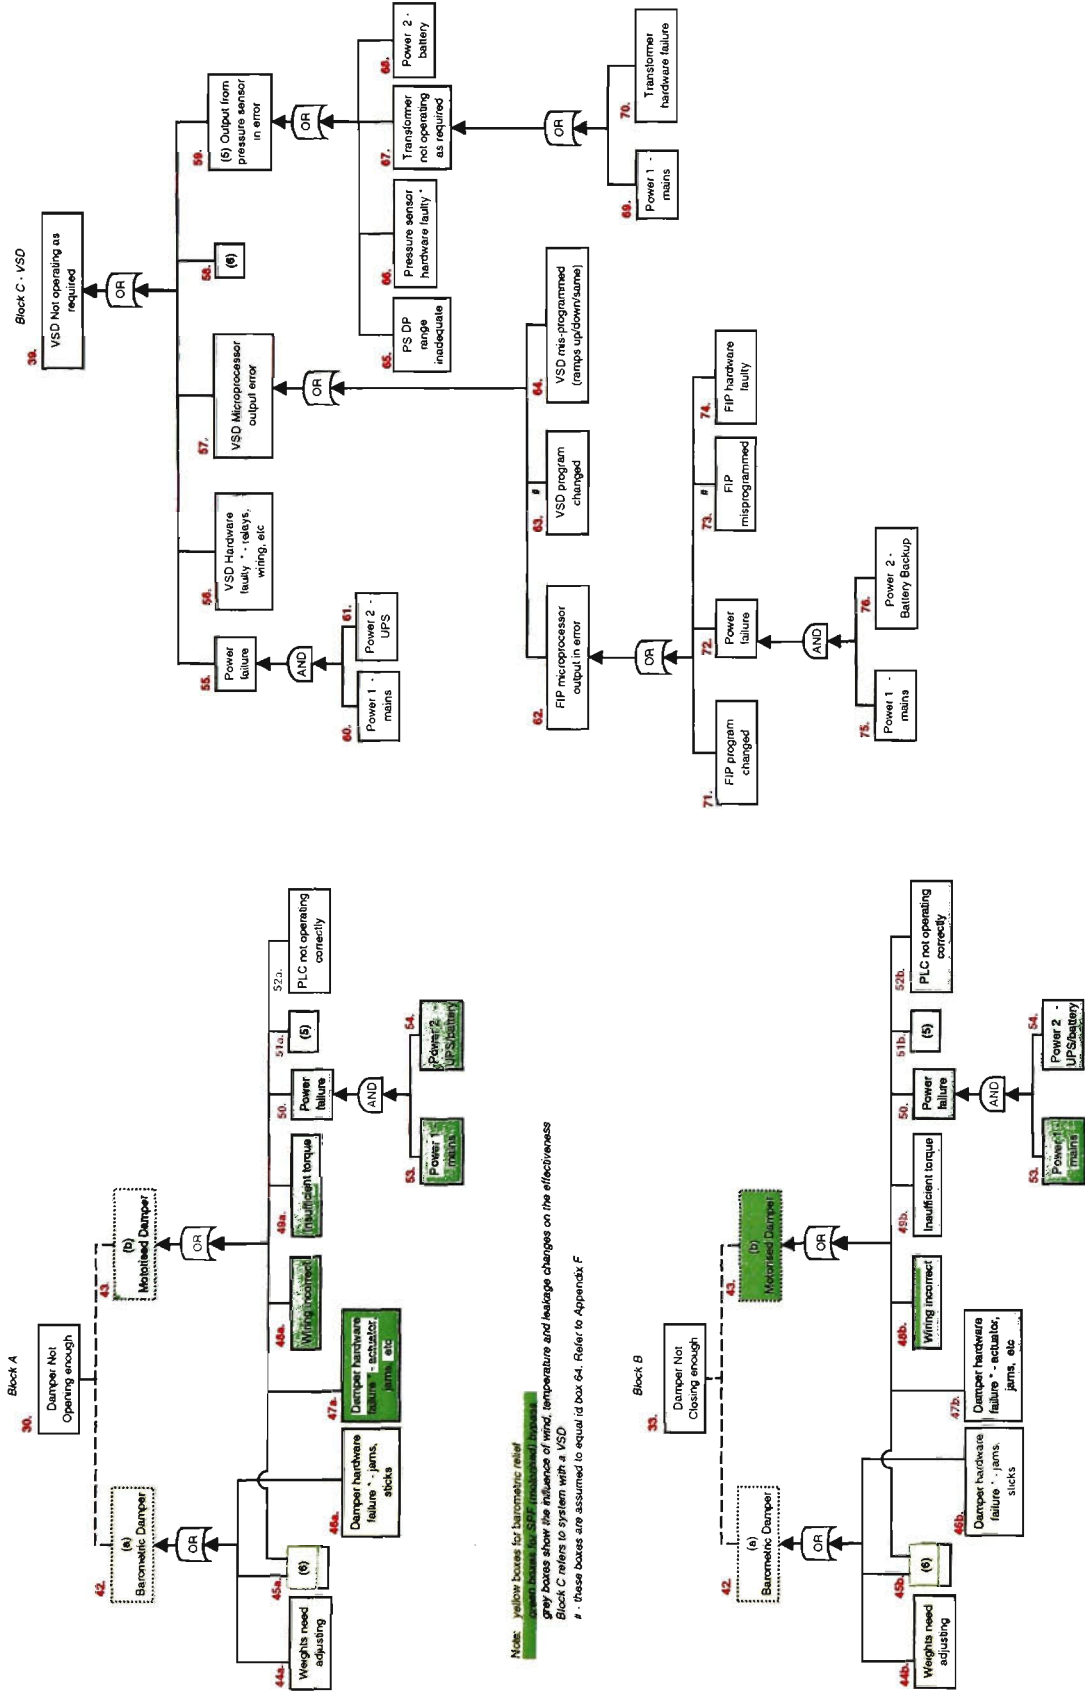 Block A
30.
Damper Not
Opening enough
42.
(a)
Barometric Damper
43.
(b)
Motorised Damper
OR
OR
44a.
Weights need
adjusting
45a.
(6)
46a.
Damper hardware
failure * - jams,
sticks
47a.
Damper hardware
failure * - actuator,
jams, etc
48a.
Wiring incorrect
49a.
Insufficient torque
50.
Power
failure
51a.
(5)
52a.
PLC not operating
correctly
AND
53.
Power 1 -
mains
54.
Power 2 -
UPS/battery
Note: yellow boxes for barometric relief
green boxes for SPF (motorised) bypass
grey boxes show the influence of wind, temperature and leakage changes on the effectiveness
Block C refers to system with a VSD
# - these boxes are assumed to equal id box 64. Refer to Appendix F
Block B
33.
Damper Not
Closing enough
42.
(a)
Barometric Damper
43.
(b)
Motorised Damper
OR
OR
44b.
Weights need
adjusting
45b.
(6)
46b.
Damper hardware
failure * - jams,
sticks
47b.
Damper hardware
failure * - actuator,
jams, etc
48b.
Wiring incorrect
49b.
Insufficient torque
50.
Power
failure
51b.
(5)
52b.
PLC not operating
correctly
AND
53.
Power 1 -
mains
54.
Power 2 -
UPS/battery
Block C - VSD
39.
VSD Not operating as
required
OR
55.
Power
failure
56.
VSD Hardware
faulty * - relays,
wiring, etc
57.
VSD Microprocessor
output error
58.
(6)
59.
(5) Output from
pressure sensor
in error
AND
OR
OR
60.
Power 1 -
mains
61.
Power 2 -
UPS
65.
PS DP
range
inadequate
66.
Pressure sensor
hardware faulty *
67.
Transformer
not operating
as required
68.
Power 2 -
battery
62.
FIP microprocessor
output in error
63.
#
VSD program
changed
64.
VSD mis-programmed
(ramps up/down/same)
OR
69.
Power 1 -
mains
70.
Transformer
hardware failure
OR
71.
FIP program
changed
72.
Power
failure
73.
#
FIP
misprogrammed
74.
FIP hardware
faulty
AND
75.
Power 1 -
mains
76.
Power 2 -
Battery Backup